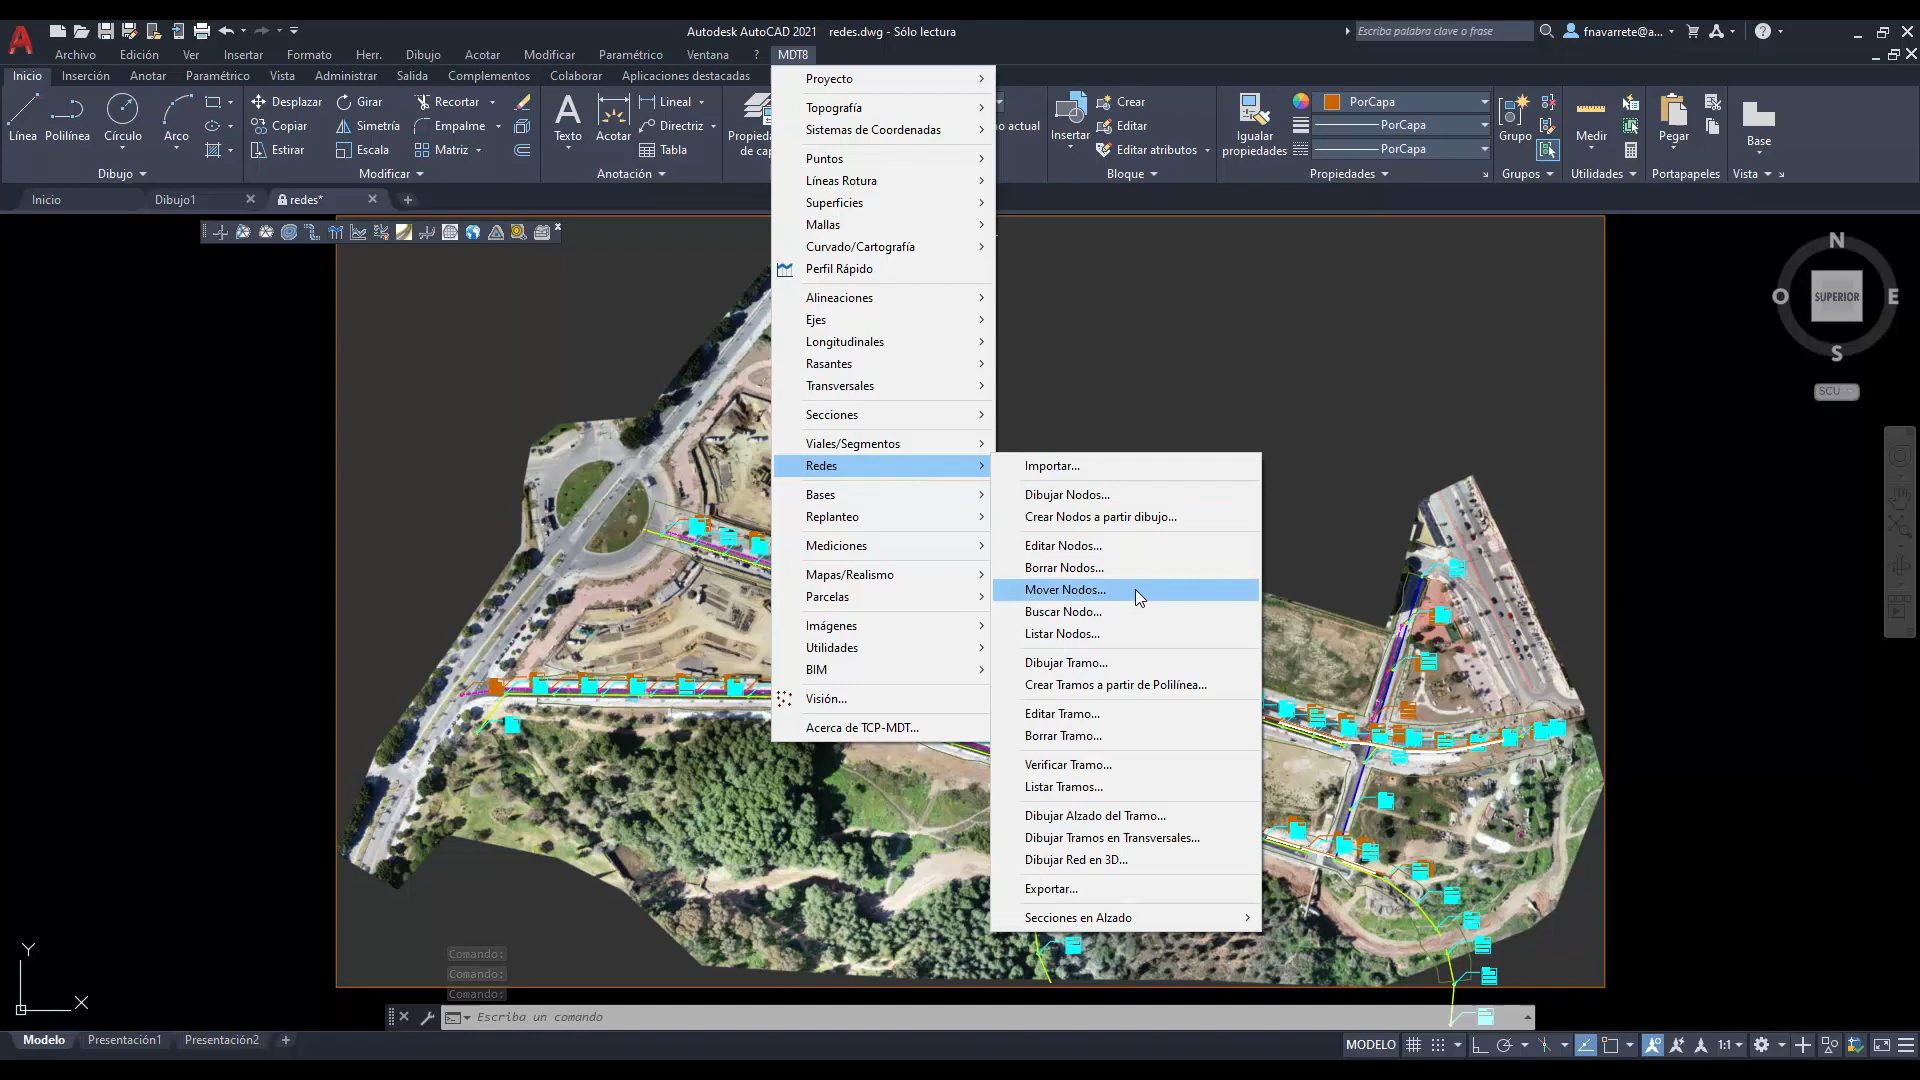 Autodesk AutoCAD 2021 redes.dwg - Sólo lectura
Escriba palabra clave o frase
fnavarrete@a...
Archivo Edición Ver Insertar Formato Herr. Dibujo Acotar Modificar Paramétrico Ventana ? MDT8
Inicio Inserción Anotar Paramétrico Vista Administrar Salida Complementos Colaborar Aplicaciones destacadas
Línea
Polilínea
Círculo
Arco
Dibujo
Desplazar
Girar
Recortar
Copiar
Simetría
Empalme
Estirar
Escala
Matriz
Modificar
Texto
Acotar
Lineal
Directriz
Tabla
Anotación
Propiedad
de cap
no actual
Insertar
Crear
Editar
Editar atributos
Bloque
Igualar
propiedades
PorCapa
PorCapa
PorCapa
Propiedades
Grupo
Grupos
Medir
Utilidades
Pegar
Portapapeles
Base
Vista
Inicio
Dibujo1
redes*
Proyecto
Topografía
Sistemas de Coordenadas
Puntos
Líneas Rotura
Superficies
Mallas
Curvado/Cartografía
Perfil Rápido
Alineaciones
Ejes
Longitudinales
Rasantes
Transversales
Secciones
Viales/Segmentos
Redes
Bases
Replanteo
Mediciones
Mapas/Realismo
Parcelas
Imágenes
Utilidades
BIM
Visión...
Acerca de TCP-MDT...
Importar...
Dibujar Nodos...
Crear Nodos a partir dibujo...
Editar Nodos...
Borrar Nodos...
Mover Nodos...
Buscar Nodo...
Listar Nodos...
Dibujar Tramo...
Crear Tramos a partir de Polilínea...
Editar Tramo...
Borrar Tramo...
Verificar Tramo...
Listar Tramos...
Dibujar Alzado del Tramo...
Dibujar Tramos en Transversales...
Dibujar Red en 3D...
Exportar...
Secciones en Alzado
N
O
SUPERIOR
E
S
SCU
Y
X
Comando:
Comando:
Comando:
Escriba un comando
Modelo Presentación1 Presentación2 +
MODELO
1:1